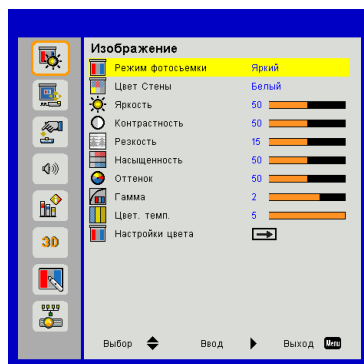 Изображение
Режим фотосъемки Яркий
Цвет Стены Белый
Яркость 50
Контрастность 50
Резкость 15
Насыщенность 50
Оттенок 50
Гамма 2
Цвет. темп. 5
Настройки цвета
3D
Выбор Ввод Выход Menu